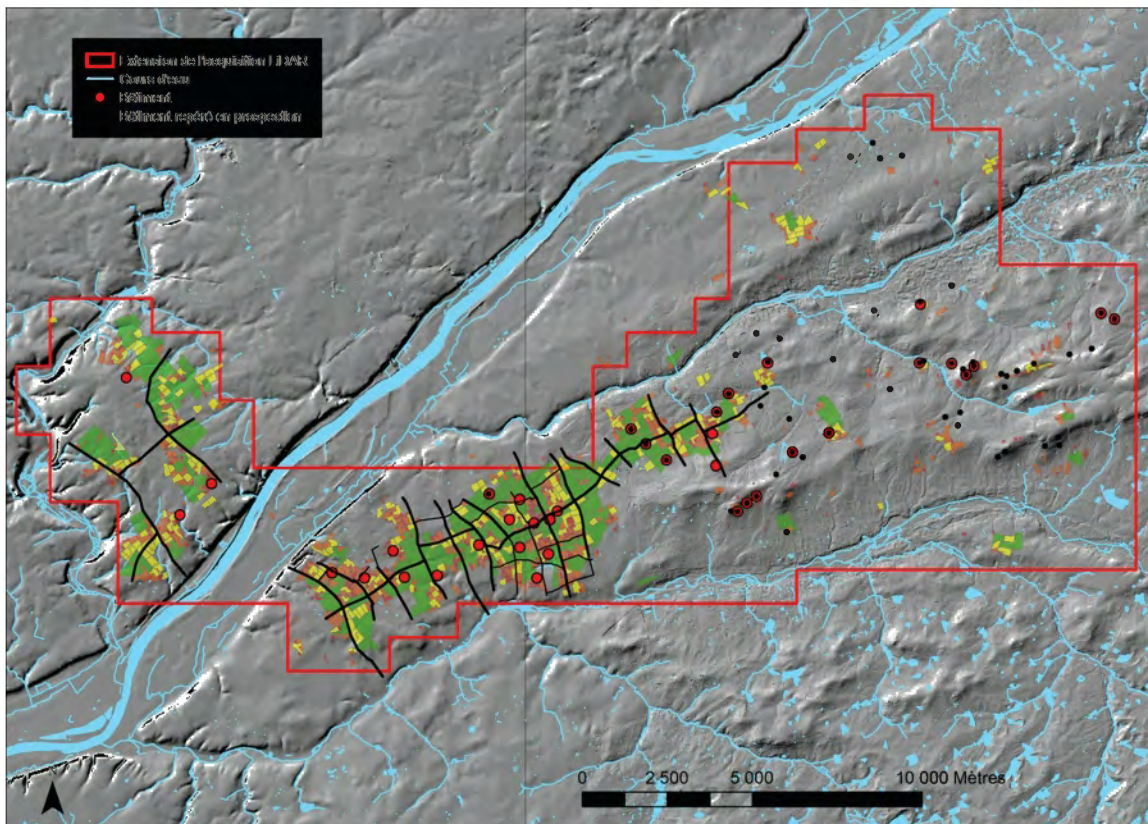 Extension de l'acquisition LiDAR
Cours d'eau
Bâtiment
Bâtiment repéré en prospection
0 2 500 5 000 10 000 Mètres